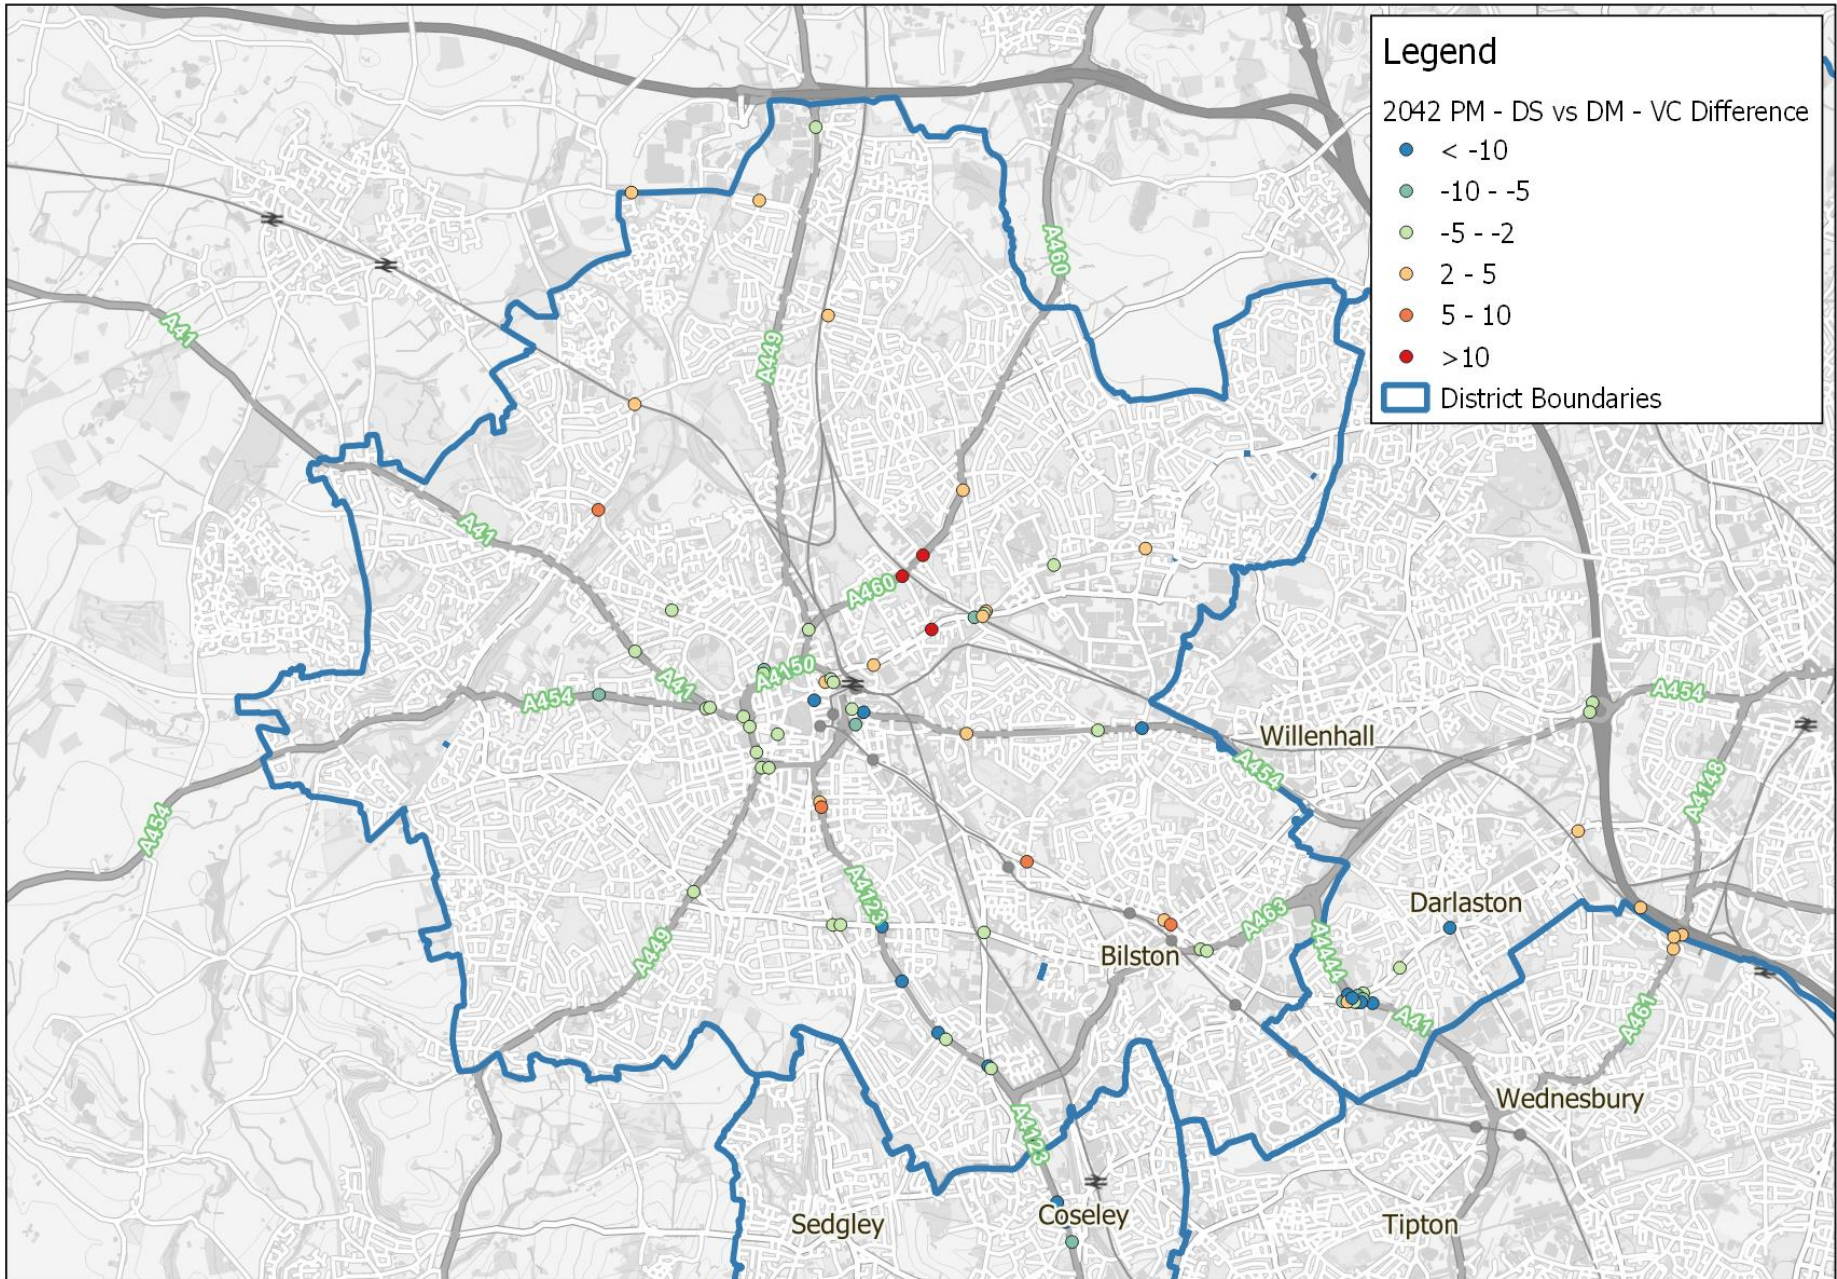 Legend
2042 PM - DS vs DM - VC Difference
< -10
-10 - -5
-5 - -2
2 - 5
5 - 10
>10
District Boundaries
A460
A41
A449
A41
A460
A4150
A41
A454
A454
A454
Willenhall
A454
A4148
A4123
A463
Darlaston
A449
Bilston
A4444
A41
A461
Wednesbury
A4123
Sedgley
Coseley
Tipton